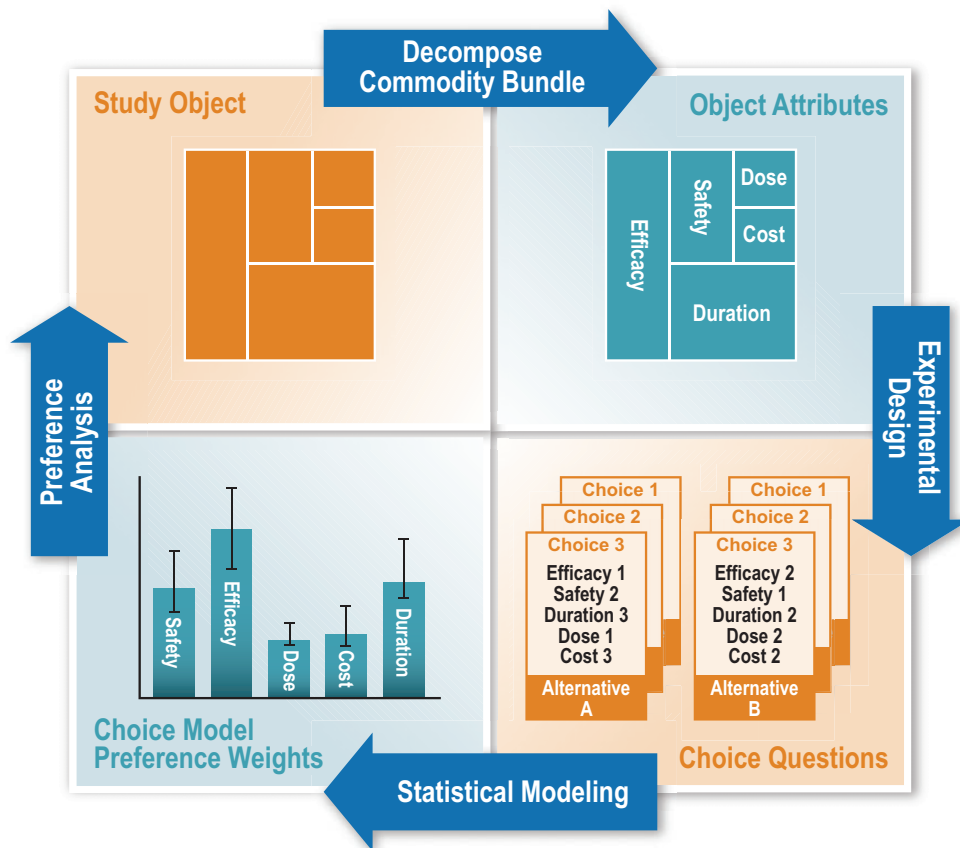 Decompose
Commodity Bundle
Study Object
Object Attributes
Efficacy
Safety
Dose
Cost
Duration
Experimental
Design
Preference
Analysis
Safety
Efficacy
Dose
Cost
Duration
Choice Model
Preference Weights
Choice 1
Choice 2
Choice 3
Efficacy 1
Safety 2
Duration 3
Dose 1
Cost 3
Alternative
A
Choice 1
Choice 2
Choice 3
Efficacy 2
Safety 1
Duration 2
Dose 2
Cost 2
Alternative
B
Choice Questions
Statistical Modeling